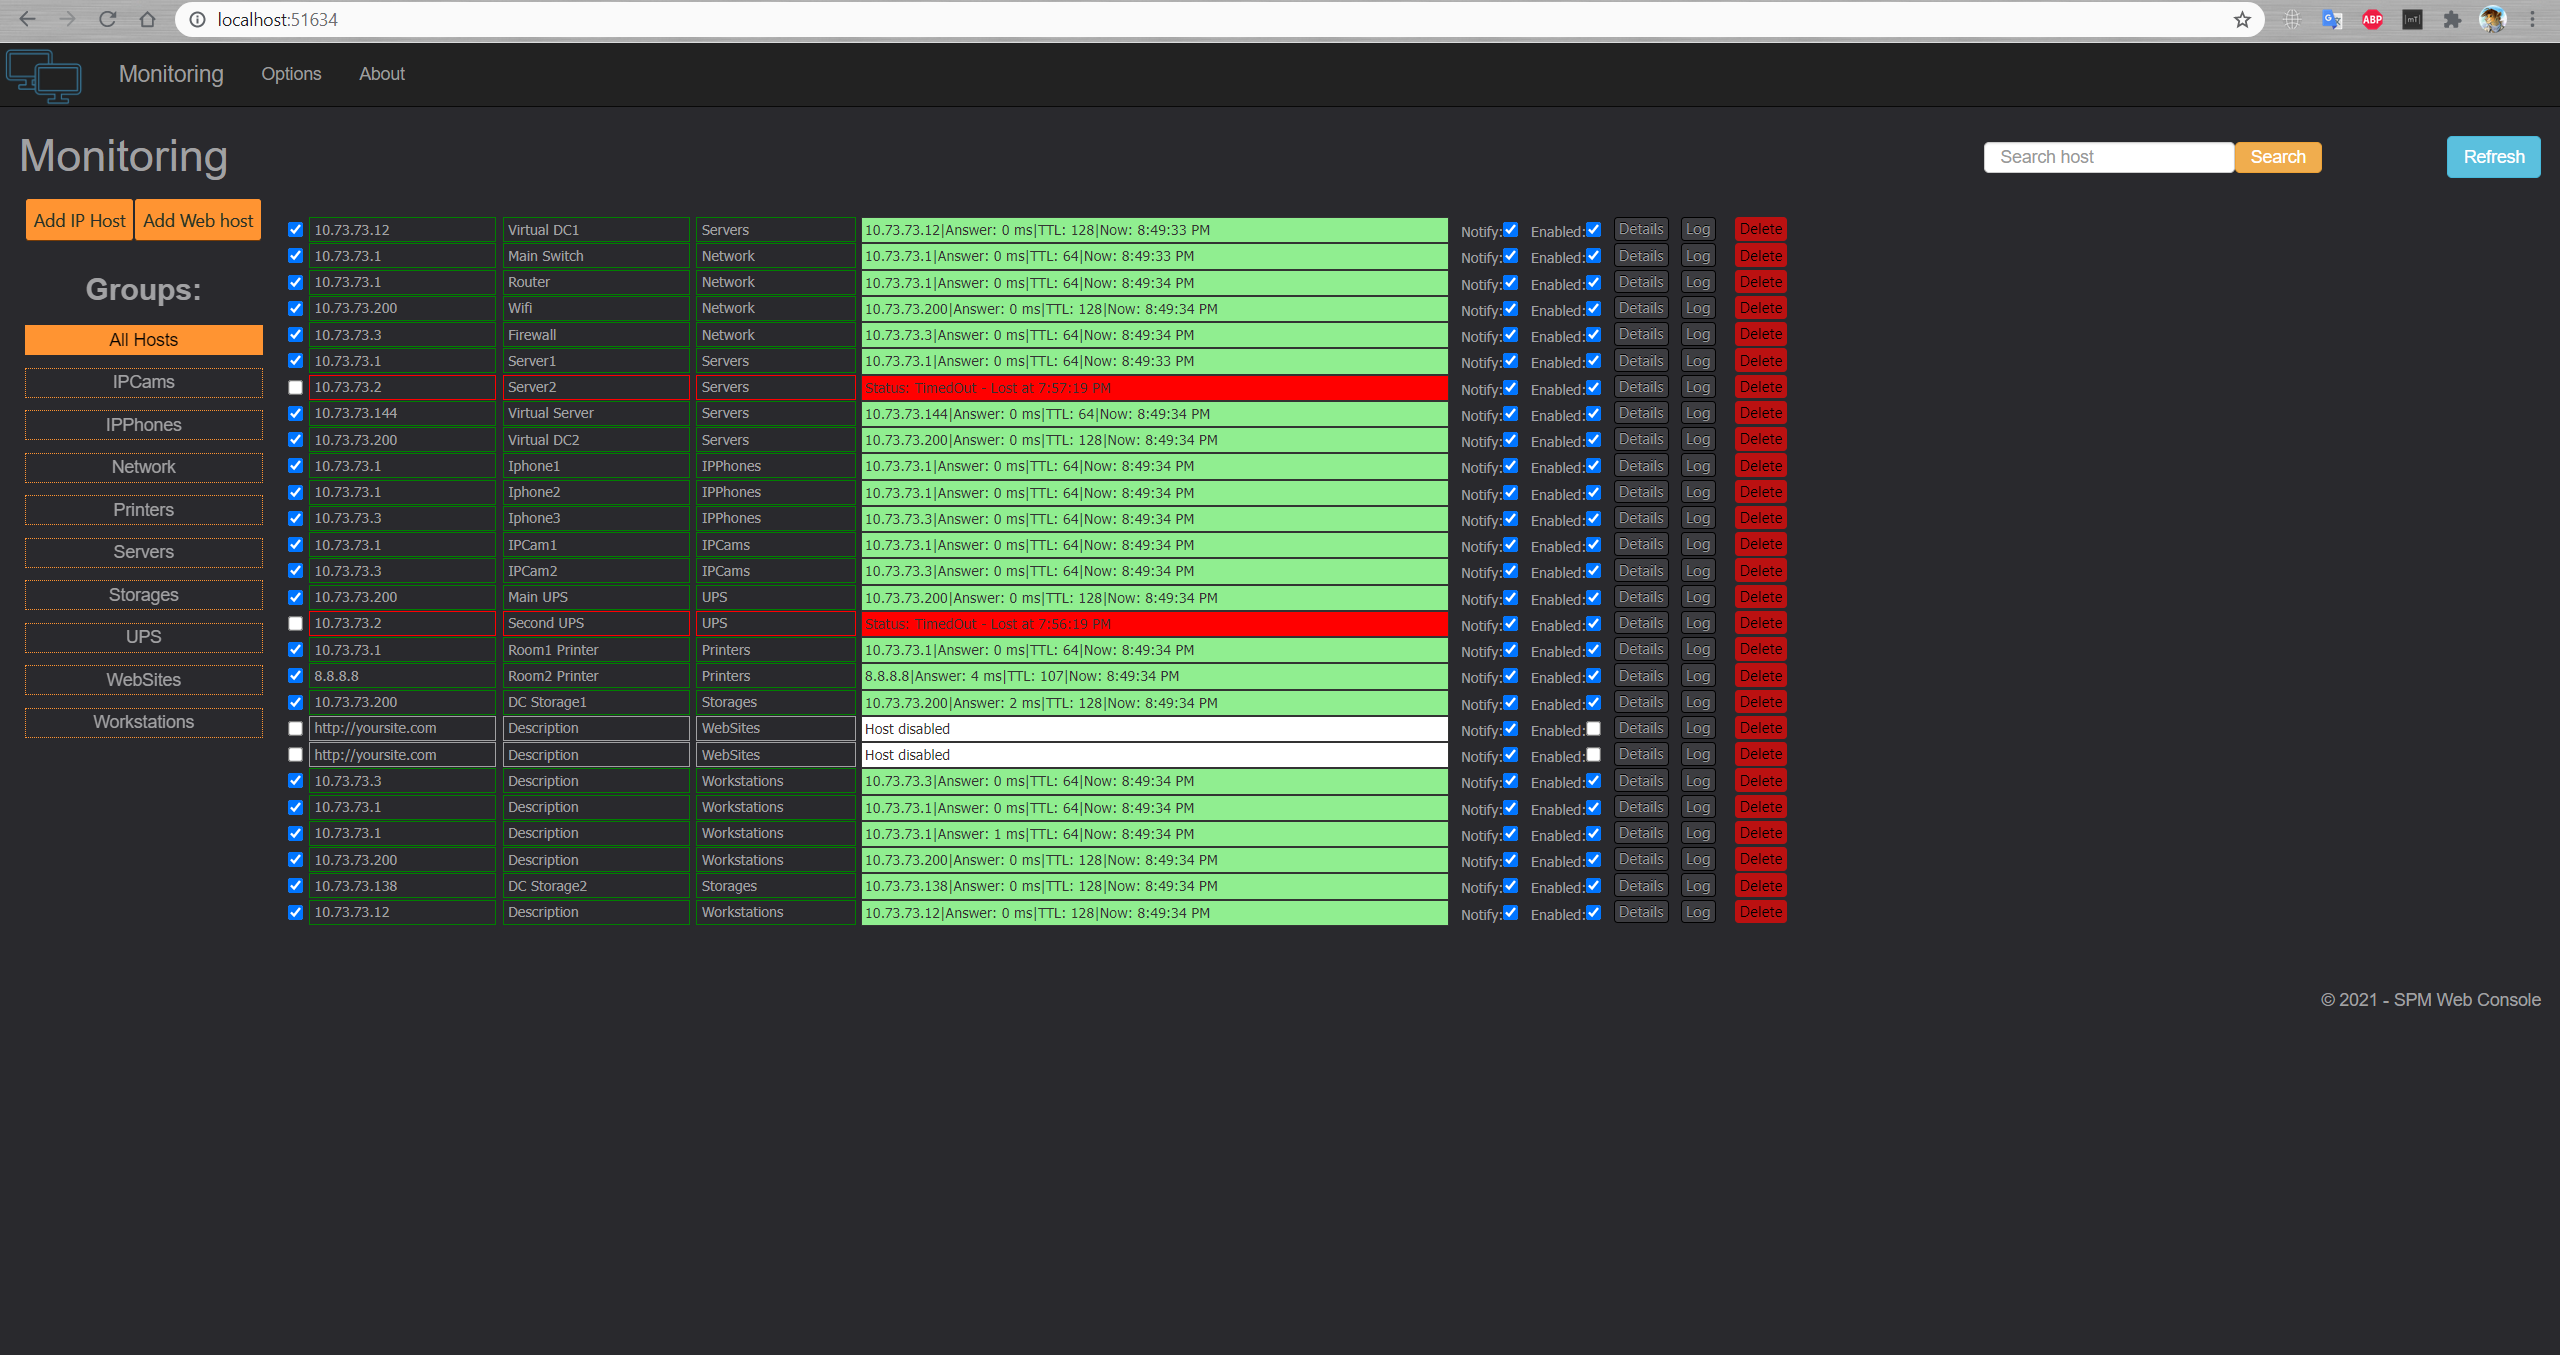 localhost:51634
ABP
|mT|
Monitoring Options About
Monitoring
Search host Search Refresh
Add IP Host Add Web host
Groups:
All Hosts
IPCams
IPPhones
Network
Printers
Servers
Storages
UPS
WebSites
Workstations
10.73.73.12 Virtual DC1 Servers 10.73.73.12|Answer: 0 ms|TTL: 128|Now: 8:49:33 PM Notify: Enabled: Details Log Delete
10.73.73.1 Main Switch Network 10.73.73.1|Answer: 0 ms|TTL: 64|Now: 8:49:33 PM Notify: Enabled: Details Log Delete
10.73.73.1 Router Network 10.73.73.1|Answer: 0 ms|TTL: 64|Now: 8:49:34 PM Notify: Enabled: Details Log Delete
10.73.73.200 Wifi Network 10.73.73.200|Answer: 0 ms|TTL: 128|Now: 8:49:34 PM Notify: Enabled: Details Log Delete
10.73.73.3 Firewall Network 10.73.73.3|Answer: 0 ms|TTL: 64|Now: 8:49:34 PM Notify: Enabled: Details Log Delete
10.73.73.1 Server1 Servers 10.73.73.1|Answer: 0 ms|TTL: 64|Now: 8:49:33 PM Notify: Enabled: Details Log Delete
10.73.73.2 Server2 Servers Status: TimedOut - Lost at 7:57:19 PM Notify: Enabled: Details Log Delete
10.73.73.144 Virtual Server Servers 10.73.73.144|Answer: 0 ms|TTL: 64|Now: 8:49:34 PM Notify: Enabled: Details Log Delete
10.73.73.200 Virtual DC2 Servers 10.73.73.200|Answer: 0 ms|TTL: 128|Now: 8:49:34 PM Notify: Enabled: Details Log Delete
10.73.73.1 Iphone1 IPPhones 10.73.73.1|Answer: 0 ms|TTL: 64|Now: 8:49:34 PM Notify: Enabled: Details Log Delete
10.73.73.1 Iphone2 IPPhones 10.73.73.1|Answer: 0 ms|TTL: 64|Now: 8:49:34 PM Notify: Enabled: Details Log Delete
10.73.73.3 Iphone3 IPPhones 10.73.73.3|Answer: 0 ms|TTL: 64|Now: 8:49:34 PM Notify: Enabled: Details Log Delete
10.73.73.1 IPCam1 IPCams 10.73.73.1|Answer: 0 ms|TTL: 64|Now: 8:49:34 PM Notify: Enabled: Details Log Delete
10.73.73.3 IPCam2 IPCams 10.73.73.3|Answer: 0 ms|TTL: 64|Now: 8:49:34 PM Notify: Enabled: Details Log Delete
10.73.73.200 Main UPS UPS 10.73.73.200|Answer: 0 ms|TTL: 128|Now: 8:49:34 PM Notify: Enabled: Details Log Delete
10.73.73.2 Second UPS UPS Status: TimedOut - Lost at 7:56:19 PM Notify: Enabled: Details Log Delete
10.73.73.1 Room1 Printer Printers 10.73.73.1|Answer: 0 ms|TTL: 64|Now: 8:49:34 PM Notify: Enabled: Details Log Delete
8.8.8.8 Room2 Printer Printers 8.8.8.8|Answer: 4 ms|TTL: 107|Now: 8:49:34 PM Notify: Enabled: Details Log Delete
10.73.73.200 DC Storage1 Storages 10.73.73.200|Answer: 2 ms|TTL: 128|Now: 8:49:34 PM Notify: Enabled: Details Log Delete
http://yoursite.com Description WebSites Host disabled Notify: Enabled: Details Log Delete
http://yoursite.com Description WebSites Host disabled Notify: Enabled: Details Log Delete
10.73.73.3 Description Workstations 10.73.73.3|Answer: 0 ms|TTL: 64|Now: 8:49:34 PM Notify: Enabled: Details Log Delete
10.73.73.1 Description Workstations 10.73.73.1|Answer: 0 ms|TTL: 64|Now: 8:49:34 PM Notify: Enabled: Details Log Delete
10.73.73.1 Description Workstations 10.73.73.1|Answer: 1 ms|TTL: 64|Now: 8:49:34 PM Notify: Enabled: Details Log Delete
10.73.73.200 Description Workstations 10.73.73.200|Answer: 0 ms|TTL: 128|Now: 8:49:34 PM Notify: Enabled: Details Log Delete
10.73.73.138 DC Storage2 Storages 10.73.73.138|Answer: 0 ms|TTL: 128|Now: 8:49:34 PM Notify: Enabled: Details Log Delete
10.73.73.12 Description Workstations 10.73.73.12|Answer: 0 ms|TTL: 128|Now: 8:49:34 PM Notify: Enabled: Details Log Delete
© 2021 - SPM Web Console